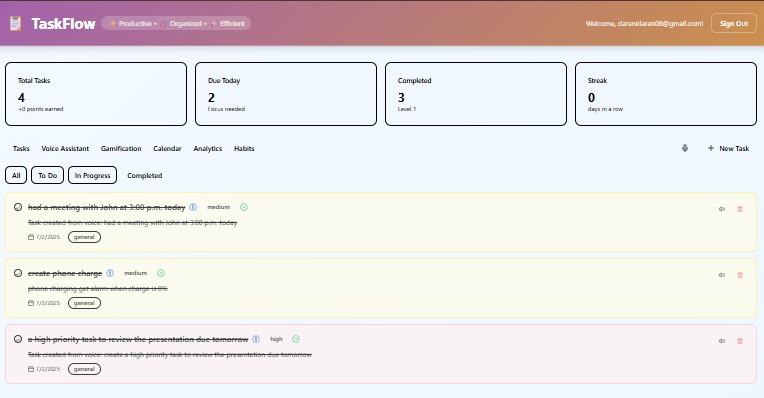 TaskFlow
Productive • Organized • Efficient
Welcome, daranidaran08@gmail.com!
Sign Out
Total Tasks
4
+0 points earned
Due Today
2
Focus needed
Completed
3
Level 1
Streak
0
days in a row
Tasks Voice Assistant Gamification Calendar Analytics Habits
+ New Task
All To Do In Progress Completed
had a meeting with John at 3:00 p.m. today medium
Task created from voice: had a meeting with John at 3:00 p.m. today
7/2/2025 general
create phone charge medium
phone charging get alarm when charge is 0%
7/3/2025 general
a high priority task to review the presentation due tomorrow high
Task created from voice: create a high priority task to review the presentation due tomorrow
7/2/2025 general